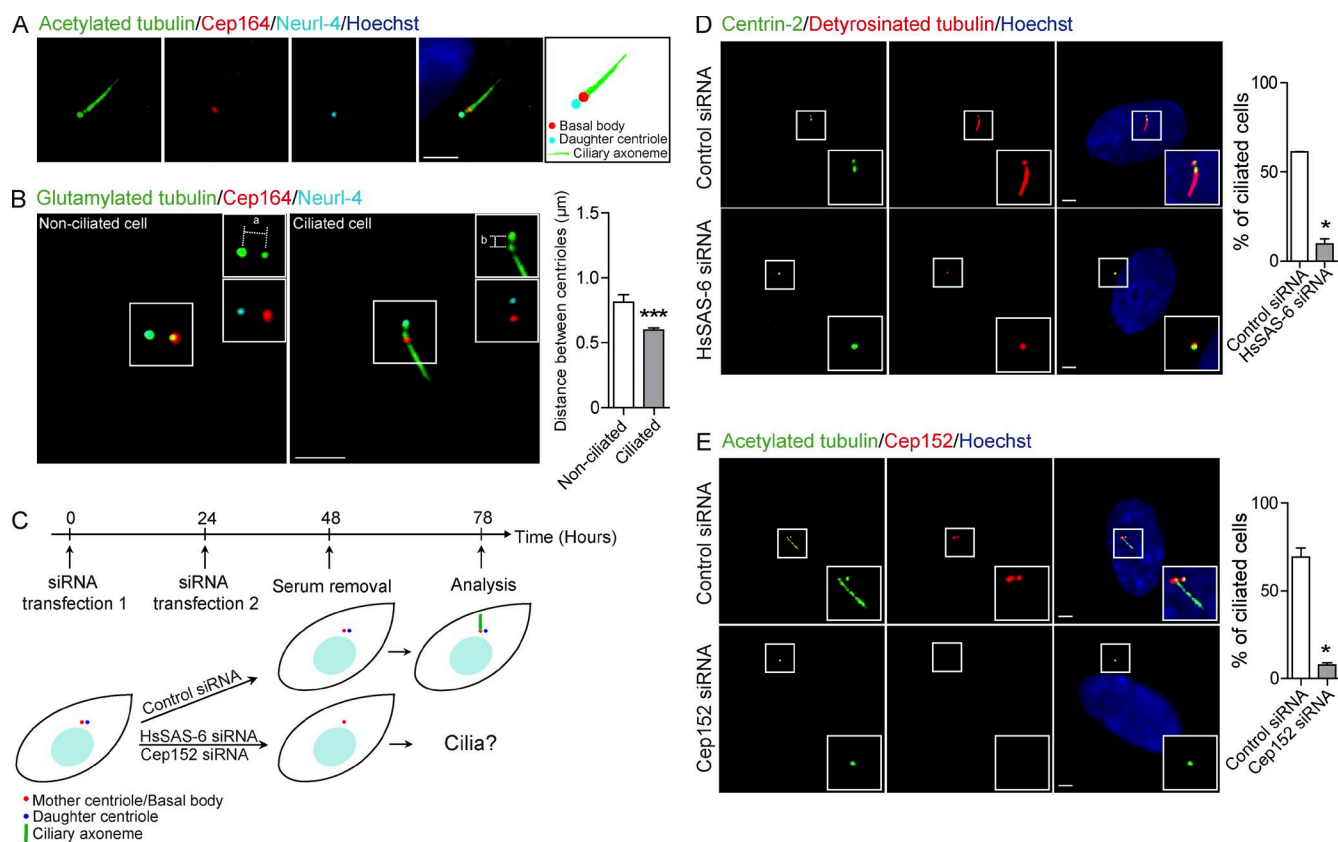 A
Acetylated tubulin/Cep164/Neurl-4/Hoechst
Basal body
Daughter centriole
Ciliary axoneme
B
Glutamylated tubulin/Cep164/Neurl-4
Non-ciliated cell
a
Ciliated cell
b
Distance between centrioles (µm)
1.5
1.0
0.5
0
***
Non-ciliated
Ciliated
C
0
24
48
78
Time (Hours)
siRNA
transfection 1
siRNA
transfection 2
Serum removal
Analysis
Control siRNA
HsSAS-6 siRNA
Cep152 siRNA
Cilia?
Mother centriole/Basal body
Daughter centriole
Ciliary axoneme
D
Centrin-2/Detyrosinated tubulin/Hoechst
Control siRNA
HsSAS-6 siRNA
% of ciliated cells
100
50
0
*
Control siRNA
HsSAS-6 siRNA
E
Acetylated tubulin/Cep152/Hoechst
Control siRNA
Cep152 siRNA
% of ciliated cells
100
50
0
*
Control siRNA
Cep152 siRNA